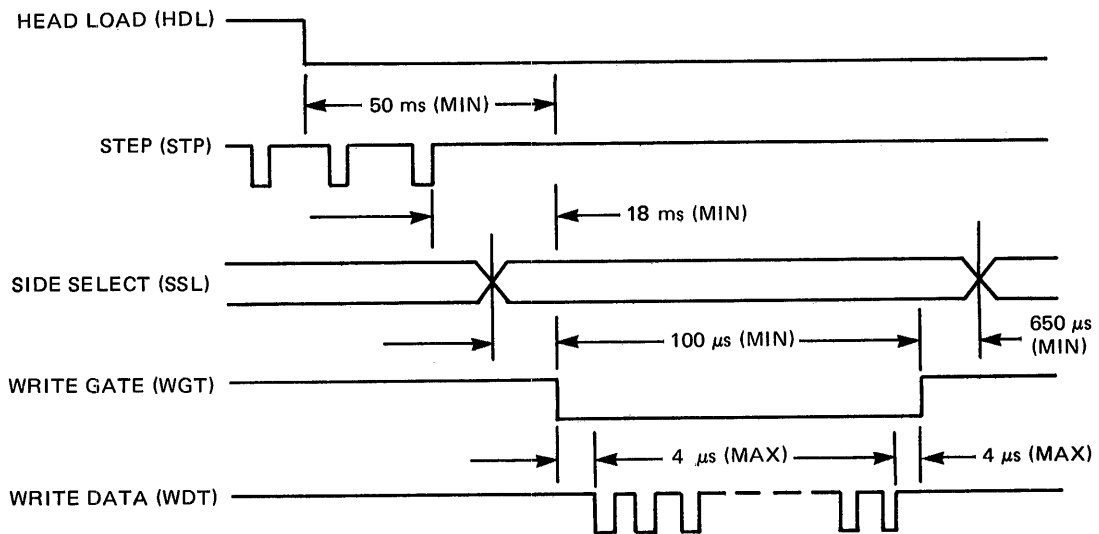 HEAD LOAD (HDL)
50 ms (MIN)
STEP (STP)
18 ms (MIN)
SIDE SELECT (SSL)
100 μs (MIN)
650 μs
(MIN)
WRITE GATE (WGT)
4 μs (MAX)
4 μs (MAX)
WRITE DATA (WDT)